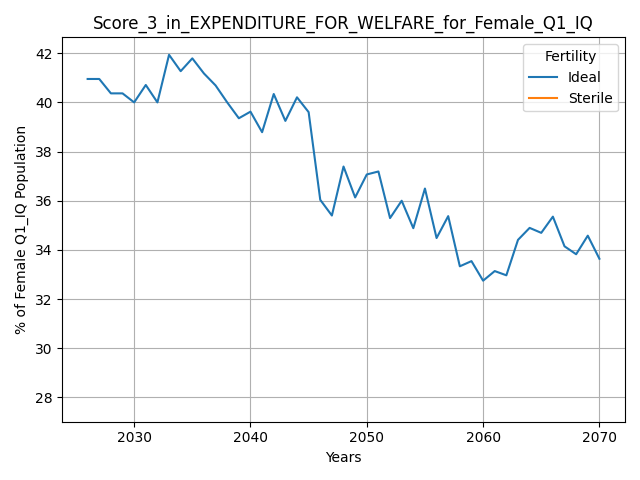 Score_3_in_EXPENDITURE_FOR_WELFARE_for_Female_Q1_IQ
Fertility
Ideal
Sterile
% of Female Q1_IQ Population
42
40
38
36
34
32
30
28
2030
2040
2050
2060
2070
Years